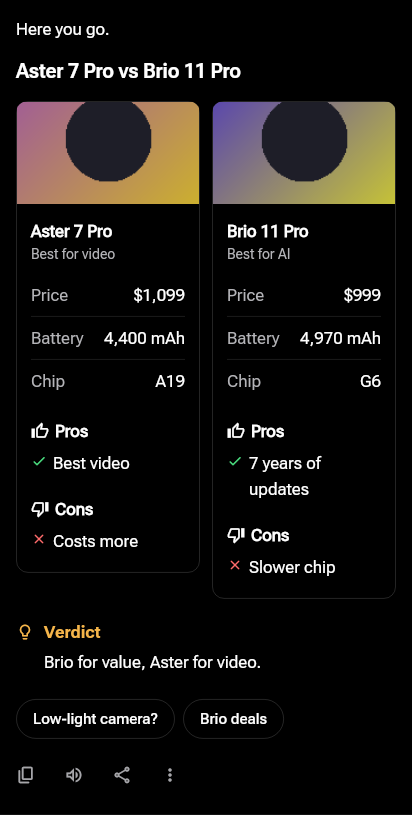 Here you go.
Aster 7 Pro vs Brio 11 Pro
Aster 7 Pro
Best for video
Price $1,099
Battery 4,400 mAh
Chip A19
Pros
Best video
Cons
Costs more
Brio 11 Pro
Best for AI
Price $999
Battery 4,970 mAh
Chip G6
Pros
7 years of
updates
Cons
Slower chip
Verdict
Brio for value, Aster for video.
Low-light camera?
Brio deals